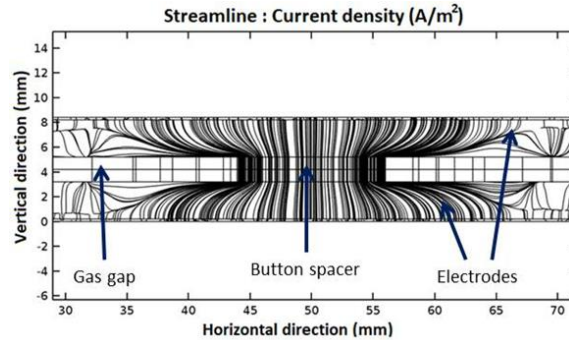 Streamline : Current density (A/m²)
Vertical direction (mm)
14
12
10
8
6
4
2
0
-2
-4
-6
Gas gap
Button spacer
Electrodes
30 35 40 45 50 55 60 65 70
Horizontal direction (mm)